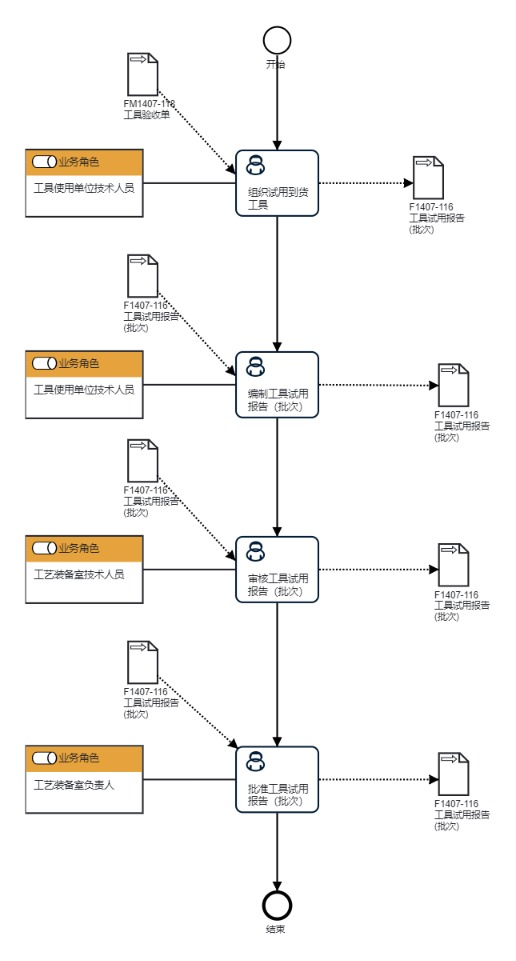 开始
FM1407-118
工具验收单
业务角色
工具使用单位技术人员
组织试用到货
工具
F1407-116
工具试用报告
(批次)
F1407-116
工具试用报告
(批次)
业务角色
工具使用单位技术人员
编制工具试用
报告（批次）
F1407-116
工具试用报告
(批次)
F1407-116
工具试用报告
(批次)
业务角色
工艺装备室技术人员
审核工具试用
报告（批次）
F1407-116
工具试用报告
(批次)
F1407-116
工具试用报告
(批次)
业务角色
工艺装备室负责人
批准工具试用
报告（批次）
F1407-116
工具试用报告
(批次)
结束